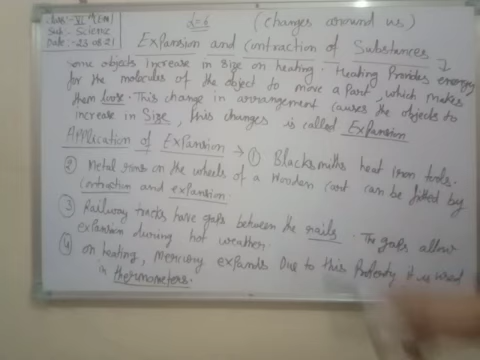 Class:- VI th
Sub:- Science
Date:- 23.08.21
L=6 (changes around us)
Expansion and Contraction of Substances
Some objects increase in size on heating. Heating Provides energy
for the molecules of the object to move a Part, which makes
them loose. This change in arrangement causes the objects to
increase in Size, this changes is called Expansion
Application of Expansion → ① Blacksmiths heat iron tools.
② Metal rims on the wheels of a wooden cart can be fitted by
contraction and expansion
③ Railway tracks have gaps between the rails. The gaps allow
expansion during hot weather.
④ on heating, Mercury expands Due to this Property it is used
in thermometers.